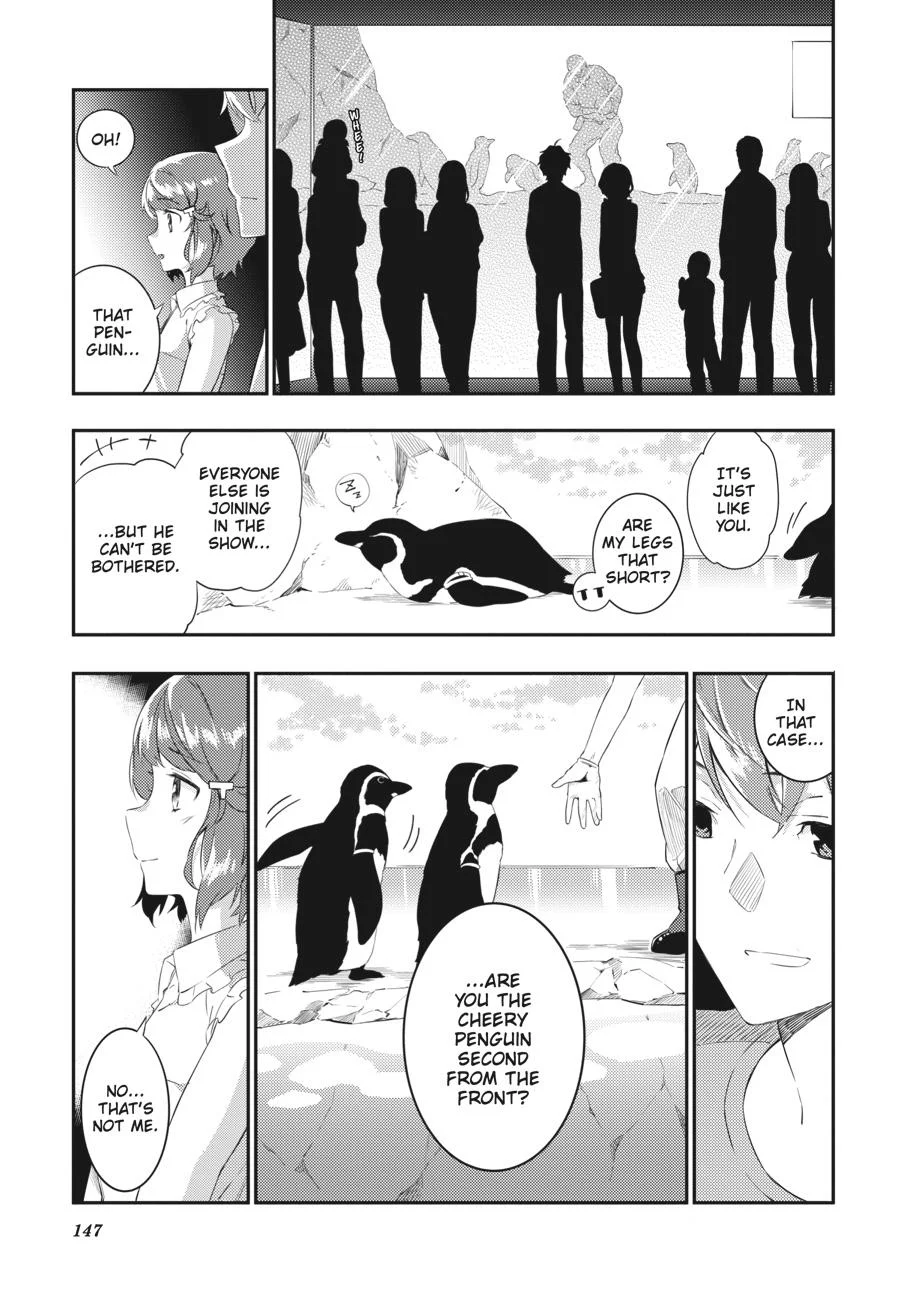 WHEE!
OH!
THAT
PEN-
GUIN...
IT'S
JUST
LIKE
YOU.
ARE
MY LEGS
THAT
SHORT?
EVERYONE
ELSE IS
JOINING
IN THE
SHOW...
...BUT HE
CAN'T BE
BOTHERED.
IN
THAT
CASE...
...ARE
YOU THE
CHEERY
PENGUIN
SECOND
FROM THE
FRONT?
NO...
THAT'S
NOT ME.
147